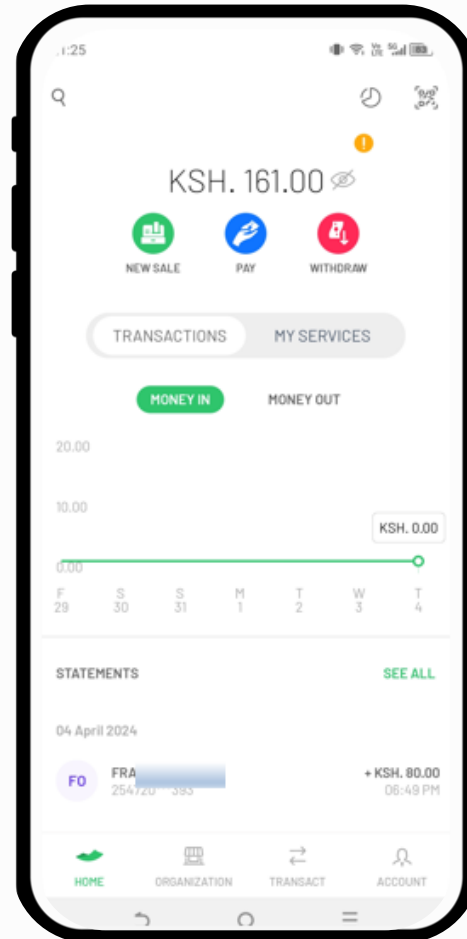 :25
KSH. 161.00
NEW SALE PAY WITHDRAW
TRANSACTIONS MY SERVICES
MONEY IN MONEY OUT
20.00
10.00
KSH. 0.00
0.00
F S S M T W T
29 30 31 1 2 3 4
STATEMENTS SEE ALL
04 April 2024
FO FRA + KSH. 80.00
254720 393 06:49 PM
HOME ORGANIZATION TRANSACT ACCOUNT